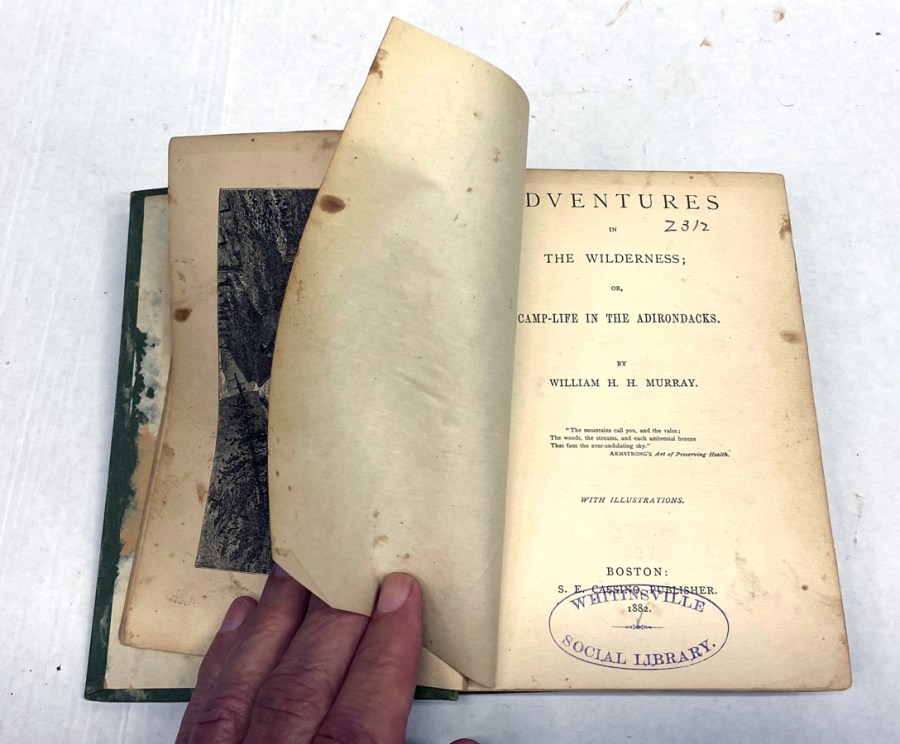 DVENTURES
IN
2312
THE WILDERNESS;
OR,
CAMP-LIFE IN THE ADIRONDACKS.
BY
WILLIAM H. H. MURRAY.
"The mountains call you, and the vales;
The woods, the streams, and each ambrosial breeze
That fans the ever-undulating sky."
ARMSTRONG'S Art of Preserving Health.
WITH ILLUSTRATIONS.
BOSTON:
S. E. CASSINO, PUBLISHER.
1882.
WHITINSVILLE
SOCIAL LIBRARY.